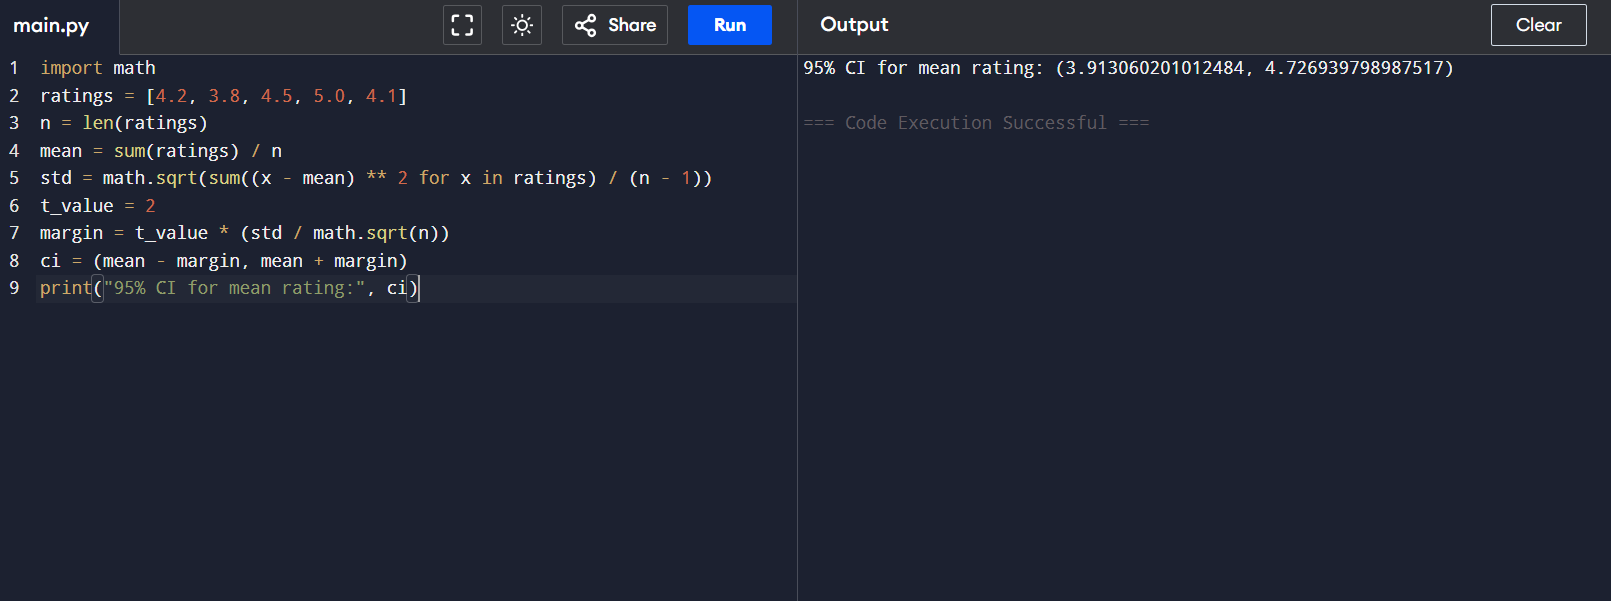 main.py
Share
Run
Output
Clear
1 import math
2 ratings = [4.2, 3.8, 4.5, 5.0, 4.1]
3 n = len(ratings)
4 mean = sum(ratings) / n
5 std = math.sqrt(sum((x - mean) ** 2 for x in ratings) / (n - 1))
6 t_value = 2
7 margin = t_value * (std / math.sqrt(n))
8 ci = (mean - margin, mean + margin)
9 print("95% CI for mean rating:", ci)
95% CI for mean rating: (3.913060201012484, 4.726939798987517)
=== Code Execution Successful ===